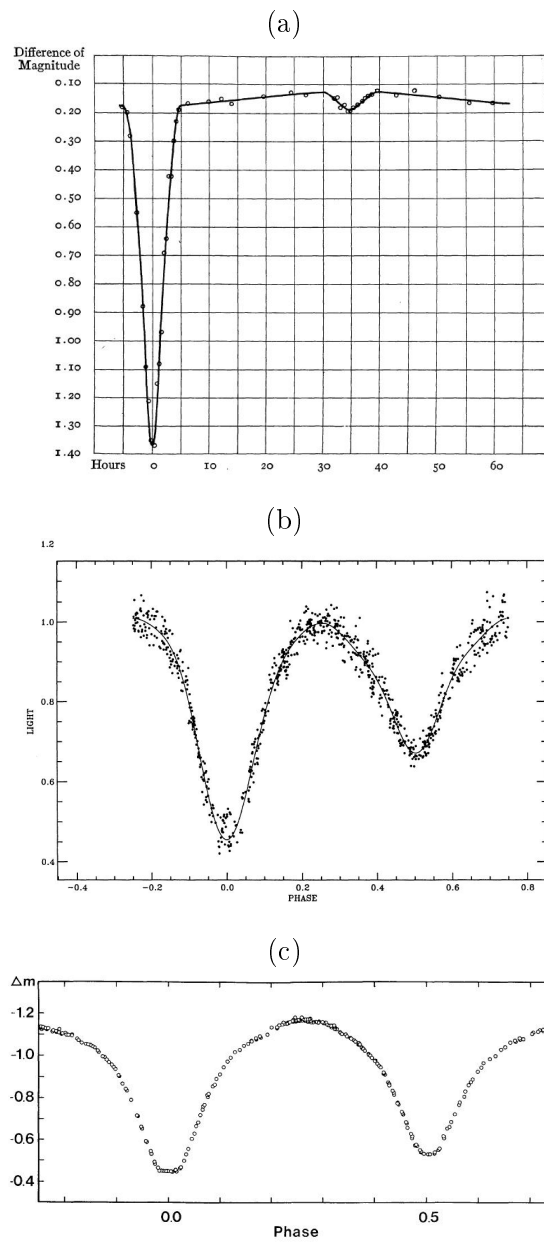 (a)
Difference of
Magnitude
0.10
0.20
0.30
0.40
0.50
0.60
0.70
0.80
0.90
1.00
1.10
1.20
1.30
1.40
Hours 0 10 20 30 40 50 60
(b)
1.2
1.0
0.8
0.6
0.4
LIGHT
-0.4 -0.2 0.0 0.2 0.4 0.6 0.8
PHASE
(c)
Δm
-1.2
-1.0
-0.8
-0.6
-0.4
0.0 0.5
Phase